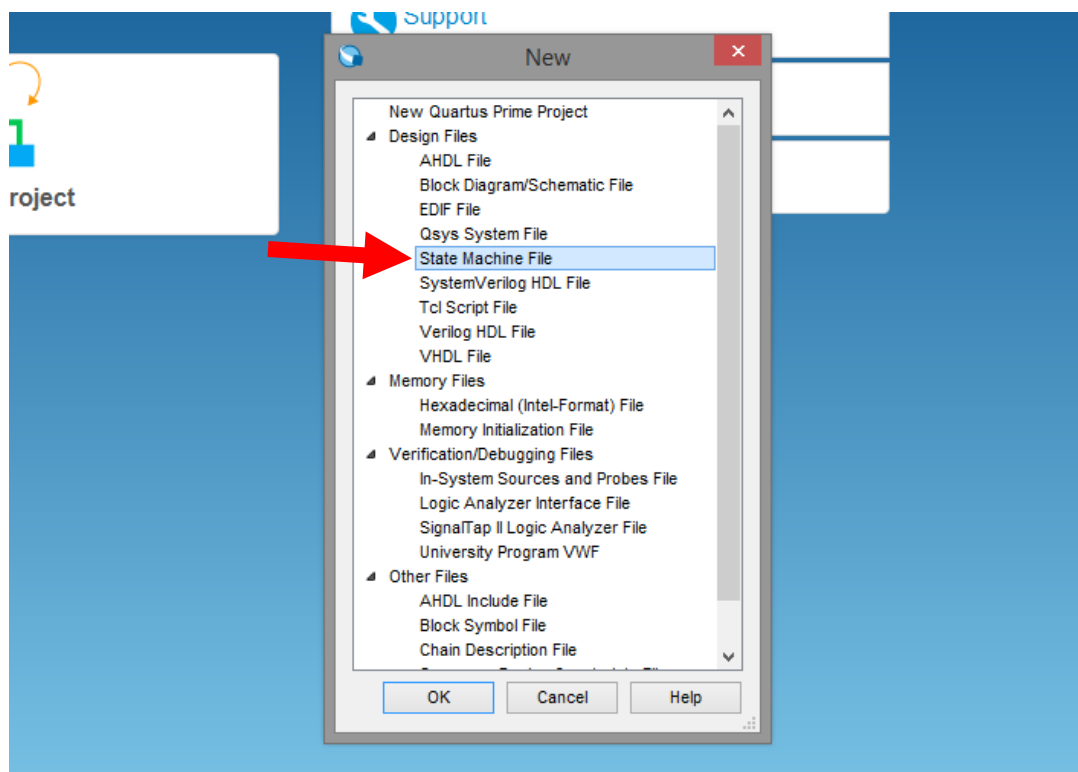 Support
New
roject
New Quartus Prime Project
Design Files
AHDL File
Block Diagram/Schematic File
EDIF File
Qsys System File
State Machine File
SystemVerilog HDL File
Tcl Script File
Verilog HDL File
VHDL File
Memory Files
Hexadecimal (Intel-Format) File
Memory Initialization File
Verification/Debugging Files
In-System Sources and Probes File
Logic Analyzer Interface File
SignalTap II Logic Analyzer File
University Program VWF
Other Files
AHDL Include File
Block Symbol File
Chain Description File
OK Cancel Help